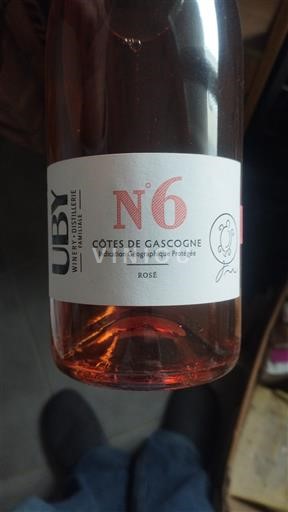 UBY
WINERY • DISTILLERIE
FAMILIALE
N°6
CÔTES DE GASCOGNE
Indication Géographique Protégée
ROSÉ